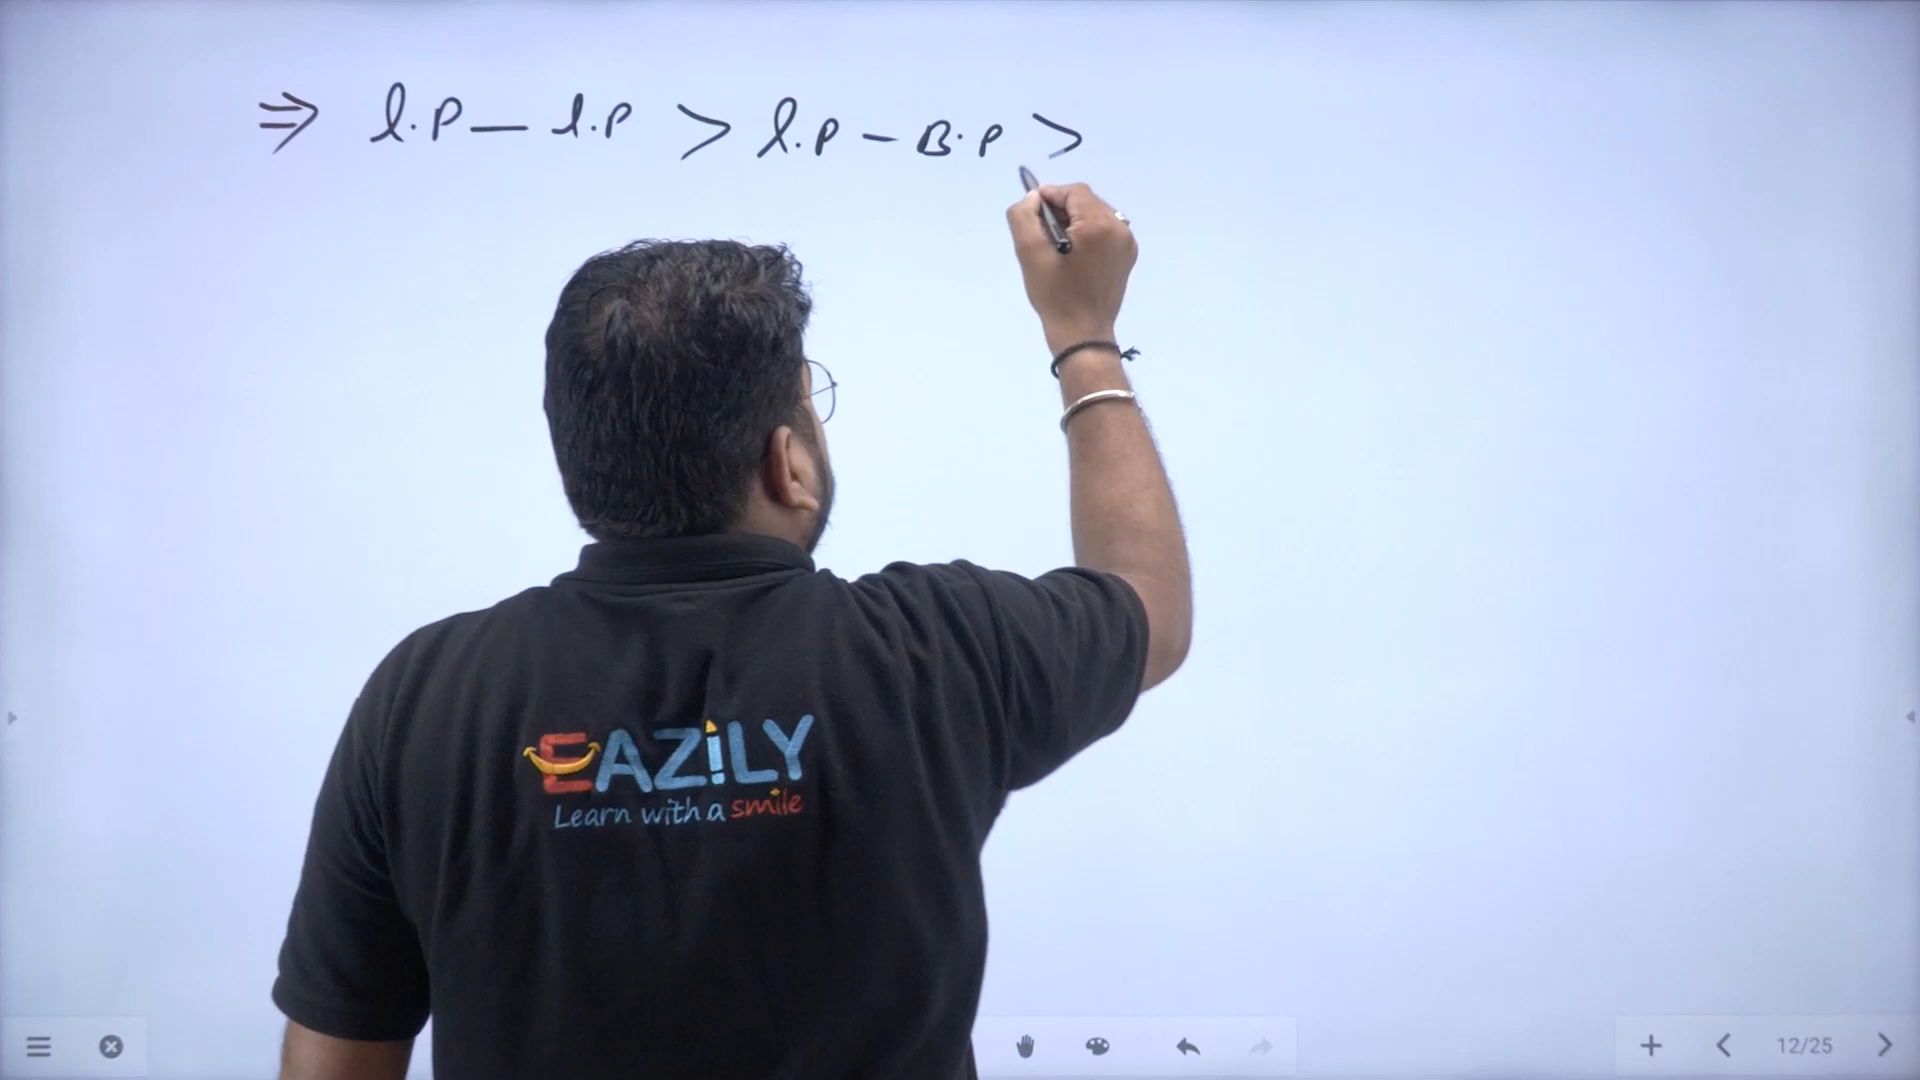 ⇒ l.P — l.P > l.P – B.P >
EAZiLY
Learn with a smile
12/25